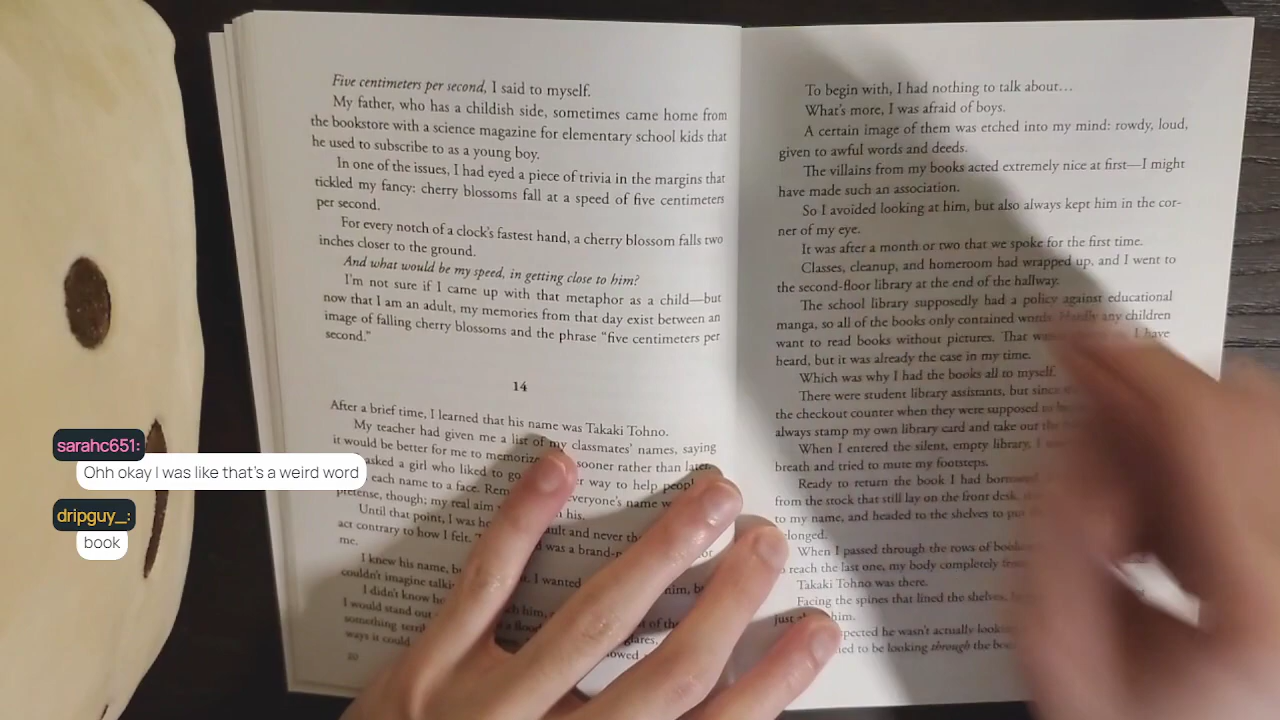 Five centimeters per second, I said to myself.
My father, who has a childish side, sometimes came home from
the bookstore with a science magazine for elementary school kids that
he used to subscribe to as a young boy.
In one of the issues, I had eyed a piece of trivia in the margins that
tickled my fancy: cherry blossoms fall at a speed of five centimeters
per second.
For every notch of a clock's fastest hand, a cherry blossom falls two
inches closer to the ground.
And what would be my speed, in getting close to him?
I'm not sure if I came up with that metaphor as a child—but
now that I am an adult, my memories from that day exist between an
image of falling cherry blossoms and the phrase "five centimeters per
second."
14
After a brief time, I learned that his name was Takaki Tohno.
My teacher had given me a list of my classmates' names, saying
it would be better for me to memorize sooner rather than later.
asked a girl who liked to go way to help
each name to a face. everyone's name
pretense, though; my real aim his.
Until that point, I was and never
act contrary to how I felt. was a
me.
I knew his name, I wanted
couldn't imagine
I didn't know
I would stand out
something
ways it could
20
To begin with, I had nothing to talk about…
What's more, I was afraid of boys.
A certain image of them was etched into my mind: rowdy, loud,
given to awful words and deeds.
The villains from my books acted extremely nice at first—I might
have made such an association.
So I avoided looking at him, but also always kept him in the cor-
ner of my eye.
It was after a month or two that we spoke for the first time.
Classes, cleanup, and homeroom had wrapped up, and I went to
the second-floor library at the end of the hallway.
The school library supposedly had a policy against educational
manga, so all of the books only contained words. Hardly any children
want to read books without pictures. That I have
heard, but it was already the case in my time.
Which was why I had the books all to myself.
There were student library assistants, but since
the checkout counter when they were supposed to
always stamp my own library card and take out
When I entered the silent, empty library, I
breath and tried to mute my footsteps.
Ready to return the book I had borrowed
from the stock that still lay on the front desk,
to my name, and headed to the shelves to put
When I passed through the rows of
reach the last one, my body completely
Takaki Tohno was there.
Facing the spines that lined the shelves,
just him.
he wasn't actually
to be looking through the
sarahc651:
Ohh okay I was like that's a weird word
dripguy_:
book